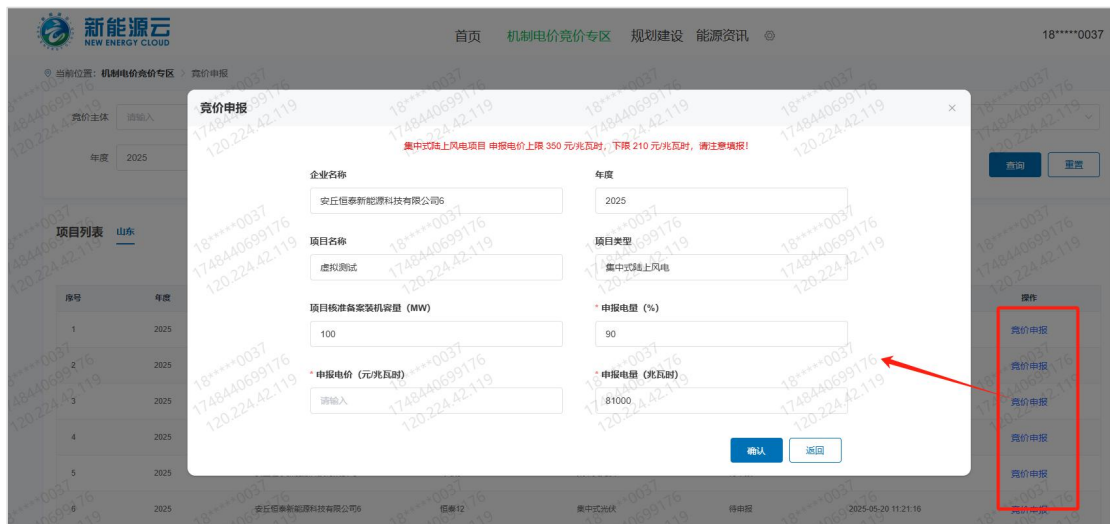 新能源云
NEW ENERGY CLOUD
首页 机制电价竞价专区 规划建设 能源资讯
18*****0037
当前位置：机制电价竞价专区 > 竞价申报
竞价主体 请输入
年度 2025
查询 重置
项目列表 山东
序号 年度 操作
1 2025 竞价申报
2 2025 竞价申报
3 2025 竞价申报
4 2025 竞价申报
5 2025 竞价申报
6 2025 安丘恒泰新能源科技有限公司6 恒泰12 集中式光伏 待申报 2025-05-20 11:21:16 竞价申报
竞价申报 ×
集中式陆上风电项目 申报电价上限 350 元/兆瓦时，下限 210 元/兆瓦时，请注意填报！
企业名称 年度
安丘恒泰新能源科技有限公司6 2025
项目名称 项目类型
虚拟测试 集中式陆上风电
项目核准备案装机容量（MW） * 申报电量（%）
100 90
* 申报电价（元/兆瓦时） * 申报电量（兆瓦时）
请输入 81000
确认 返回
18*****0037
1748440699176
120.224.42.119